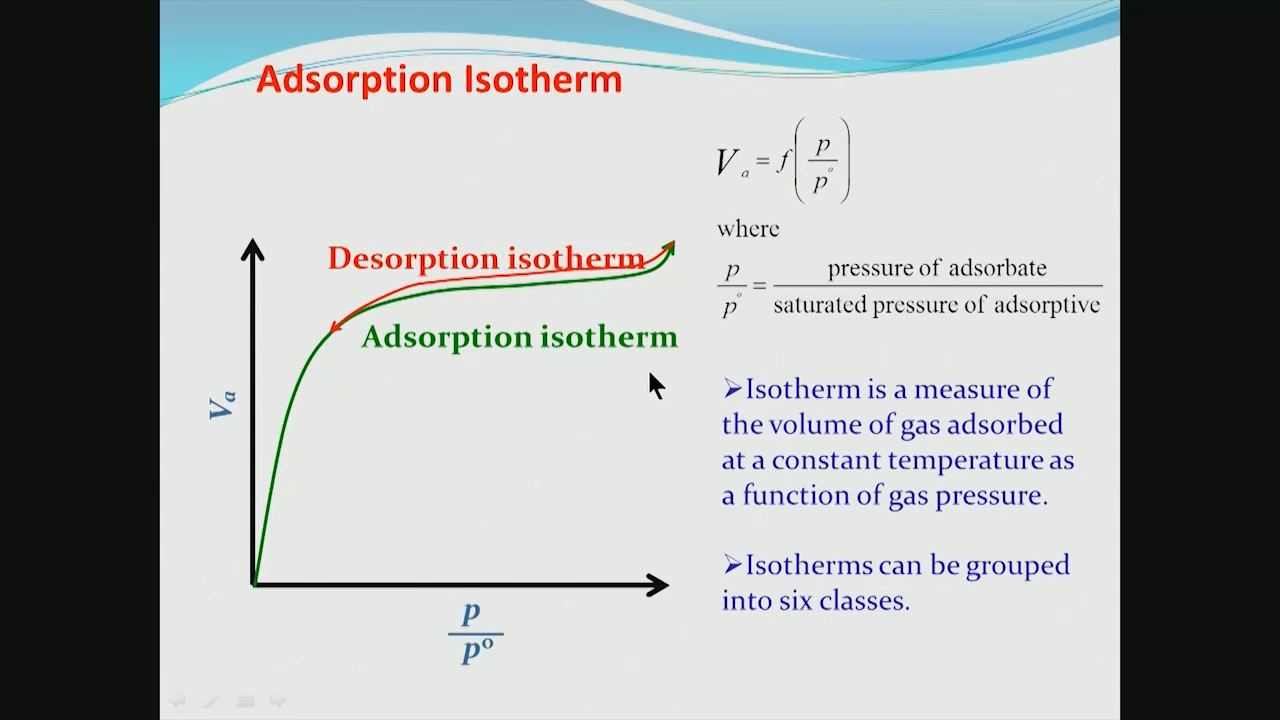 Adsorption Isotherm
V a = f ( p / p° )
where
p / p° = pressure of adsorbate / saturated pressure of adsorptive
Desorption isotherm
Adsorption isotherm
Va
p
p°
➢Isotherm is a measure of
the volume of gas adsorbed
at a constant temperature as
a function of gas pressure.
➢Isotherms can be grouped
into six classes.